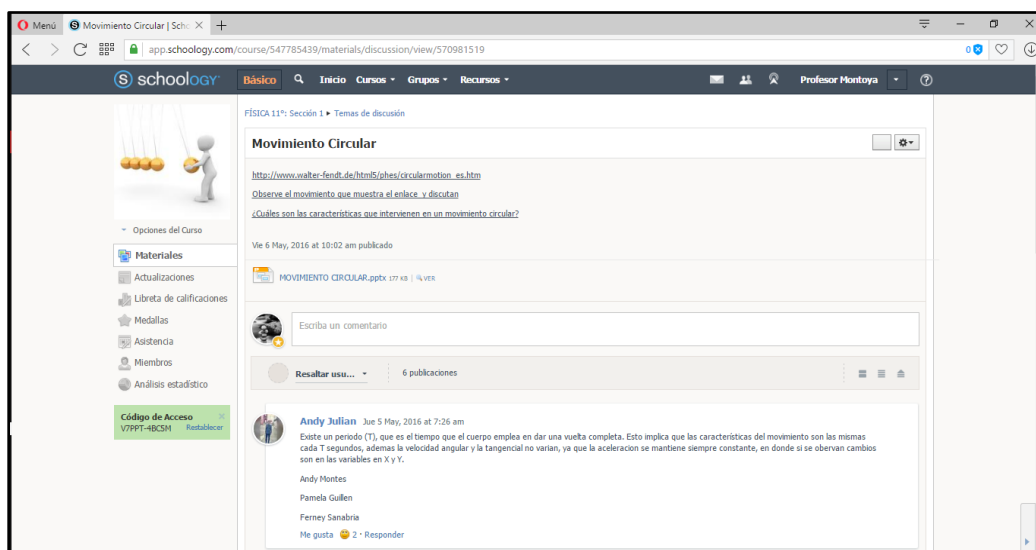 Menú
Movimiento Circular | Scho
app.schoology.com/course/547785439/materials/discussion/view/570981519
0
S schoology
Básico
Inicio Cursos Grupos Recursos
Profesor Montoya
FÍSICA 11°: Sección 1 ▸ Temas de discusión
Movimiento Circular
http://www.walter-fendt.de/html5/phes/circularmotion_es.htm
Observe el movimiento que muestra el enlace y discutan
¿Cuáles son las características que intervienen en un movimiento circular?
Vie 6 May, 2016 at 10:02 am publicado
MOVIMIENTO CIRCULAR.pptx 177 KB | VER
Opciones del Curso
Materiales
Actualizaciones
Libreta de calificaciones
Medallas
Asistencia
Miembros
Análisis estadístico
Código de Acceso
V7PPT-4BC5M Restablecer
Escriba un comentario
Resaltar usu...
6 publicaciones
Andy Julian Jue 5 May, 2016 at 7:26 am
Existe un periodo (T), que es el tiempo que el cuerpo emplea en dar una vuelta completa. Esto implica que las características del movimiento son las mismas
cada T segundos, ademas la velocidad angular y la tangencial no varian, ya que la aceleracion se mantiene siempre constante, en donde si se obervan cambios
son en las variables en X y Y.
Andy Montes
Pamela Guillen
Ferney Sanabria
Me gusta 2 · Responder